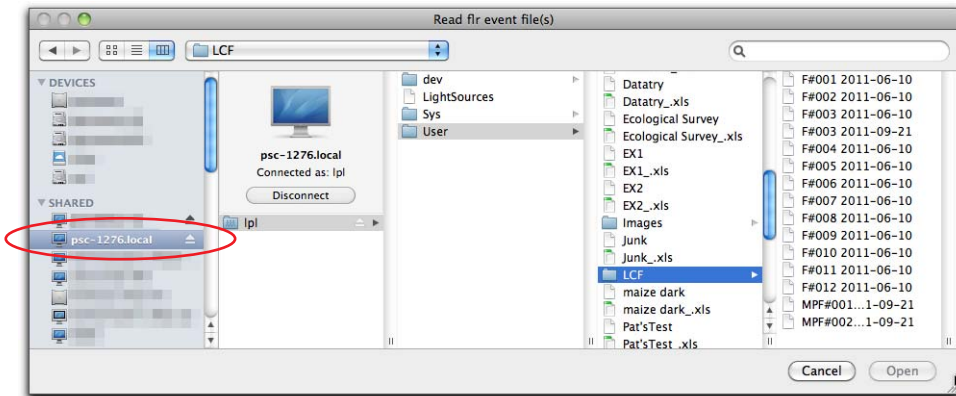 Read flr event file(s)
LCF
DEVICES
SHARED
psc-1276.local
psc-1276.local
Connected as: lpl
Disconnect
lpl
dev
LightSources
Sys
User
Datatry
Datatry_.xls
Ecological Survey
Ecological Survey_.xls
EX1
EX1_.xls
EX2
EX2_.xls
Images
Junk
Junk_.xls
LCF
maize dark
maize dark_.xls
Pat'sTest
Pat'sTest_.xls
F#001 2011-06-10
F#002 2011-06-10
F#003 2011-06-10
F#003 2011-09-21
F#004 2011-06-10
F#005 2011-06-10
F#006 2011-06-10
F#007 2011-06-10
F#008 2011-06-10
F#009 2011-06-10
F#010 2011-06-10
F#011 2011-06-10
F#012 2011-06-10
MPF#001...1-09-21
MPF#002...1-09-21
Cancel
Open